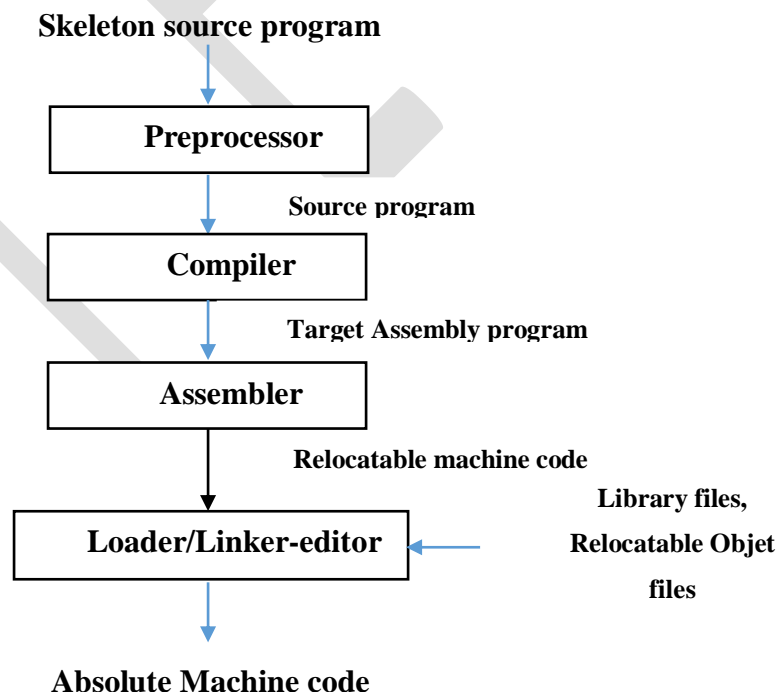 Skeleton source program
Preprocessor
Source program
Compiler
Target Assembly program
Assembler
Relocatable machine code
Library files,
Loader/Linker-editor
Relocatable Objet
files
Absolute Machine code